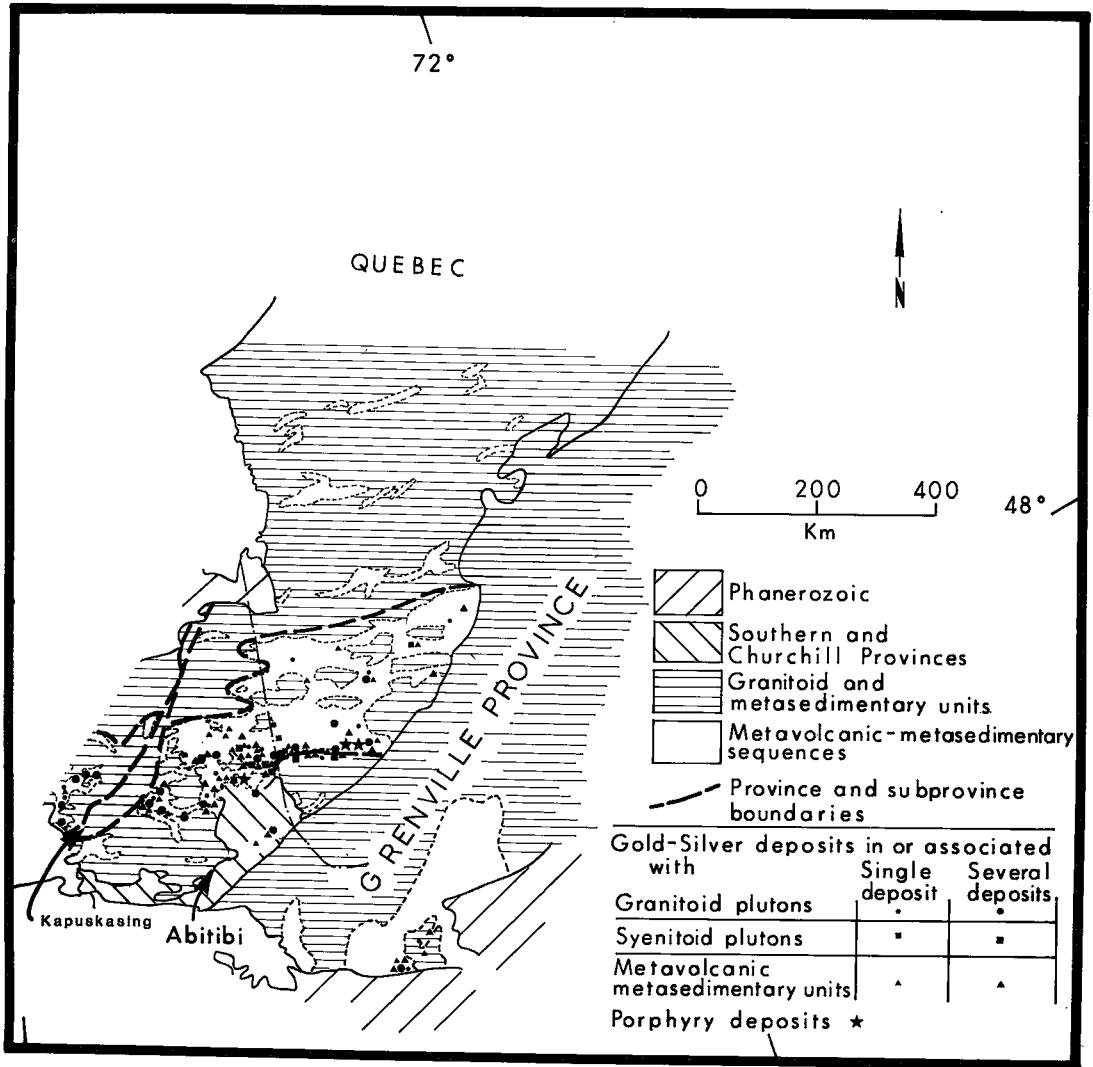 72°
QUEBEC
N
0 200 400
Km
48°
GRENVILLE PROVINCE
Phanerozoic
Southern and
Churchill Provinces
Granitoid and
metasedimentary units
Metavolcanic-metasedimentary
sequences
Province and subprovince
boundaries
Gold-Silver deposits in or associated
with
Single
deposit
Several
deposits
Granitoid plutons
Syenitoid plutons
Metavolcanic
metasedimentary units
Porphyry deposits ★
Kapuskasing
Abitibi